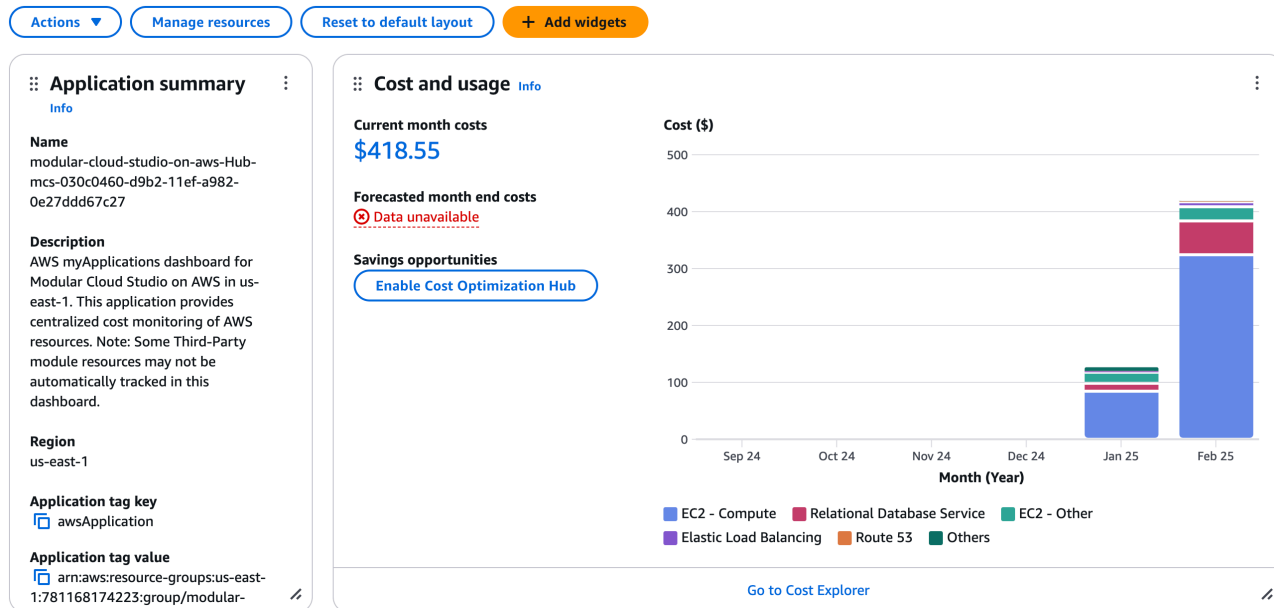 Actions
Manage resources
Reset to default layout
Add widgets
Application summary
Info
Name
modular-cloud-studio-on-aws-Hub-
mcs-030c0460-d9b2-11ef-a982-
0e27ddd67c27
Description
AWS myApplications dashboard for
Modular Cloud Studio on AWS in us-
east-1. This application provides
centralized cost monitoring of AWS
resources. Note: Some Third-Party
module resources may not be
automatically tracked in this
dashboard.
Region
us-east-1
Application tag key
awsApplication
Application tag value
arn:aws:resource-groups:us-east-
1:781168174223:group/modular-
Cost and usage Info
Current month costs
$418.55
Forecasted month end costs
Data unavailable
Savings opportunities
Enable Cost Optimization Hub
Cost ($)
500
400
300
200
100
0
Sep 24 Oct 24 Nov 24 Dec 24 Jan 25 Feb 25
Month (Year)
EC2 - Compute Relational Database Service EC2 - Other
Elastic Load Balancing Route 53 Others
Go to Cost Explorer